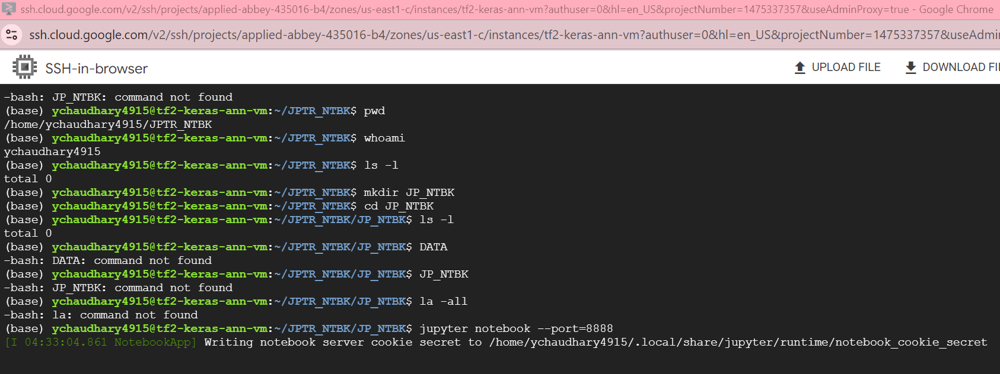 ssh.cloud.google.com/v2/ssh/projects/applied-abbey-435016-b4/zones/us-east1-c/instances/tf2-keras-ann-vm?authuser=0&hl=en_US&projectNumber=1475337357&useAdminProxy=true - Google Chrome
ssh.cloud.google.com/v2/ssh/projects/applied-abbey-435016-b4/zones/us-east1-c/instances/tf2-keras-ann-vm?authuser=0&hl=en_US&projectNumber=1475337357&useAdmi
SSH-in-browser UPLOAD FILE DOWNLOAD FI
-bash: JP_NTBK: command not found
(base) ychaudhary4915@tf2-keras-ann-vm:~/JPTR_NTBK$ pwd
/home/ychaudhary4915/JPTR_NTBK
(base) ychaudhary4915@tf2-keras-ann-vm:~/JPTR_NTBK$ whoami
ychaudhary4915
(base) ychaudhary4915@tf2-keras-ann-vm:~/JPTR_NTBK$ ls -l
total 0
(base) ychaudhary4915@tf2-keras-ann-vm:~/JPTR_NTBK$ mkdir JP_NTBK
(base) ychaudhary4915@tf2-keras-ann-vm:~/JPTR_NTBK$ cd JP_NTBK
(base) ychaudhary4915@tf2-keras-ann-vm:~/JPTR_NTBK/JP_NTBK$ ls -l
total 0
(base) ychaudhary4915@tf2-keras-ann-vm:~/JPTR_NTBK/JP_NTBK$ DATA
-bash: DATA: command not found
(base) ychaudhary4915@tf2-keras-ann-vm:~/JPTR_NTBK/JP_NTBK$ JP_NTBK
-bash: JP_NTBK: command not found
(base) ychaudhary4915@tf2-keras-ann-vm:~/JPTR_NTBK/JP_NTBK$ la -all
-bash: la: command not found
(base) ychaudhary4915@tf2-keras-ann-vm:~/JPTR_NTBK/JP_NTBK$ jupyter notebook --port=8888
[I 04:33:04.861 NotebookApp] Writing notebook server cookie secret to /home/ychaudhary4915/.local/share/jupyter/runtime/notebook_cookie_secret